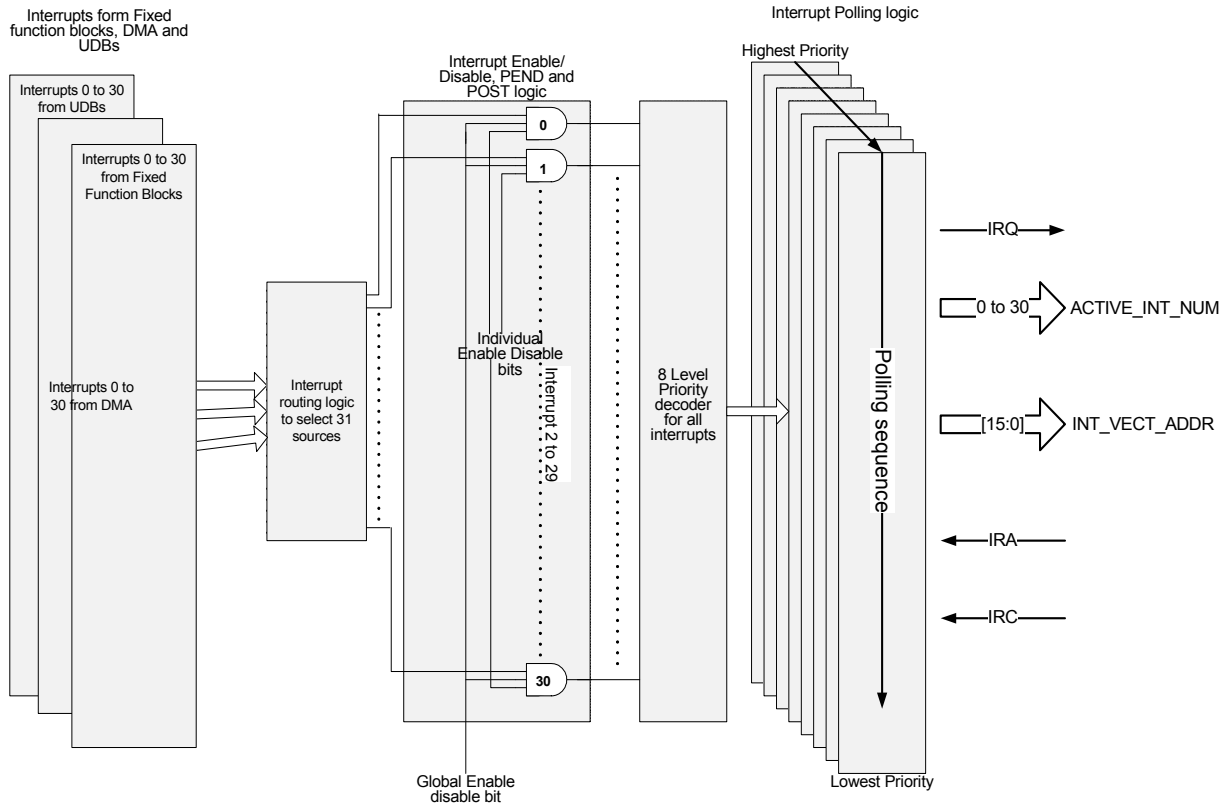 Interrupts form Fixed
function blocks, DMA and
UDBs
Interrupts 0 to 30
from UDBs
Interrupts 0 to 30
from Fixed
Function Blocks
Interrupts 0 to
30 from DMA
Interrupt
routing logic
to select 31
sources
Interrupt Enable/
Disable, PEND and
POST logic
0
1
Individual
Enable Disable
bits
Interrupt 2 to 29
30
Global Enable
disable bit
8 Level
Priority
decoder
for all
interrupts
Interrupt Polling logic
Highest Priority
Polling sequence
Lowest Priority
IRQ
0 to 30 ACTIVE_INT_NUM
[15:0] INT_VECT_ADDR
IRA
IRC